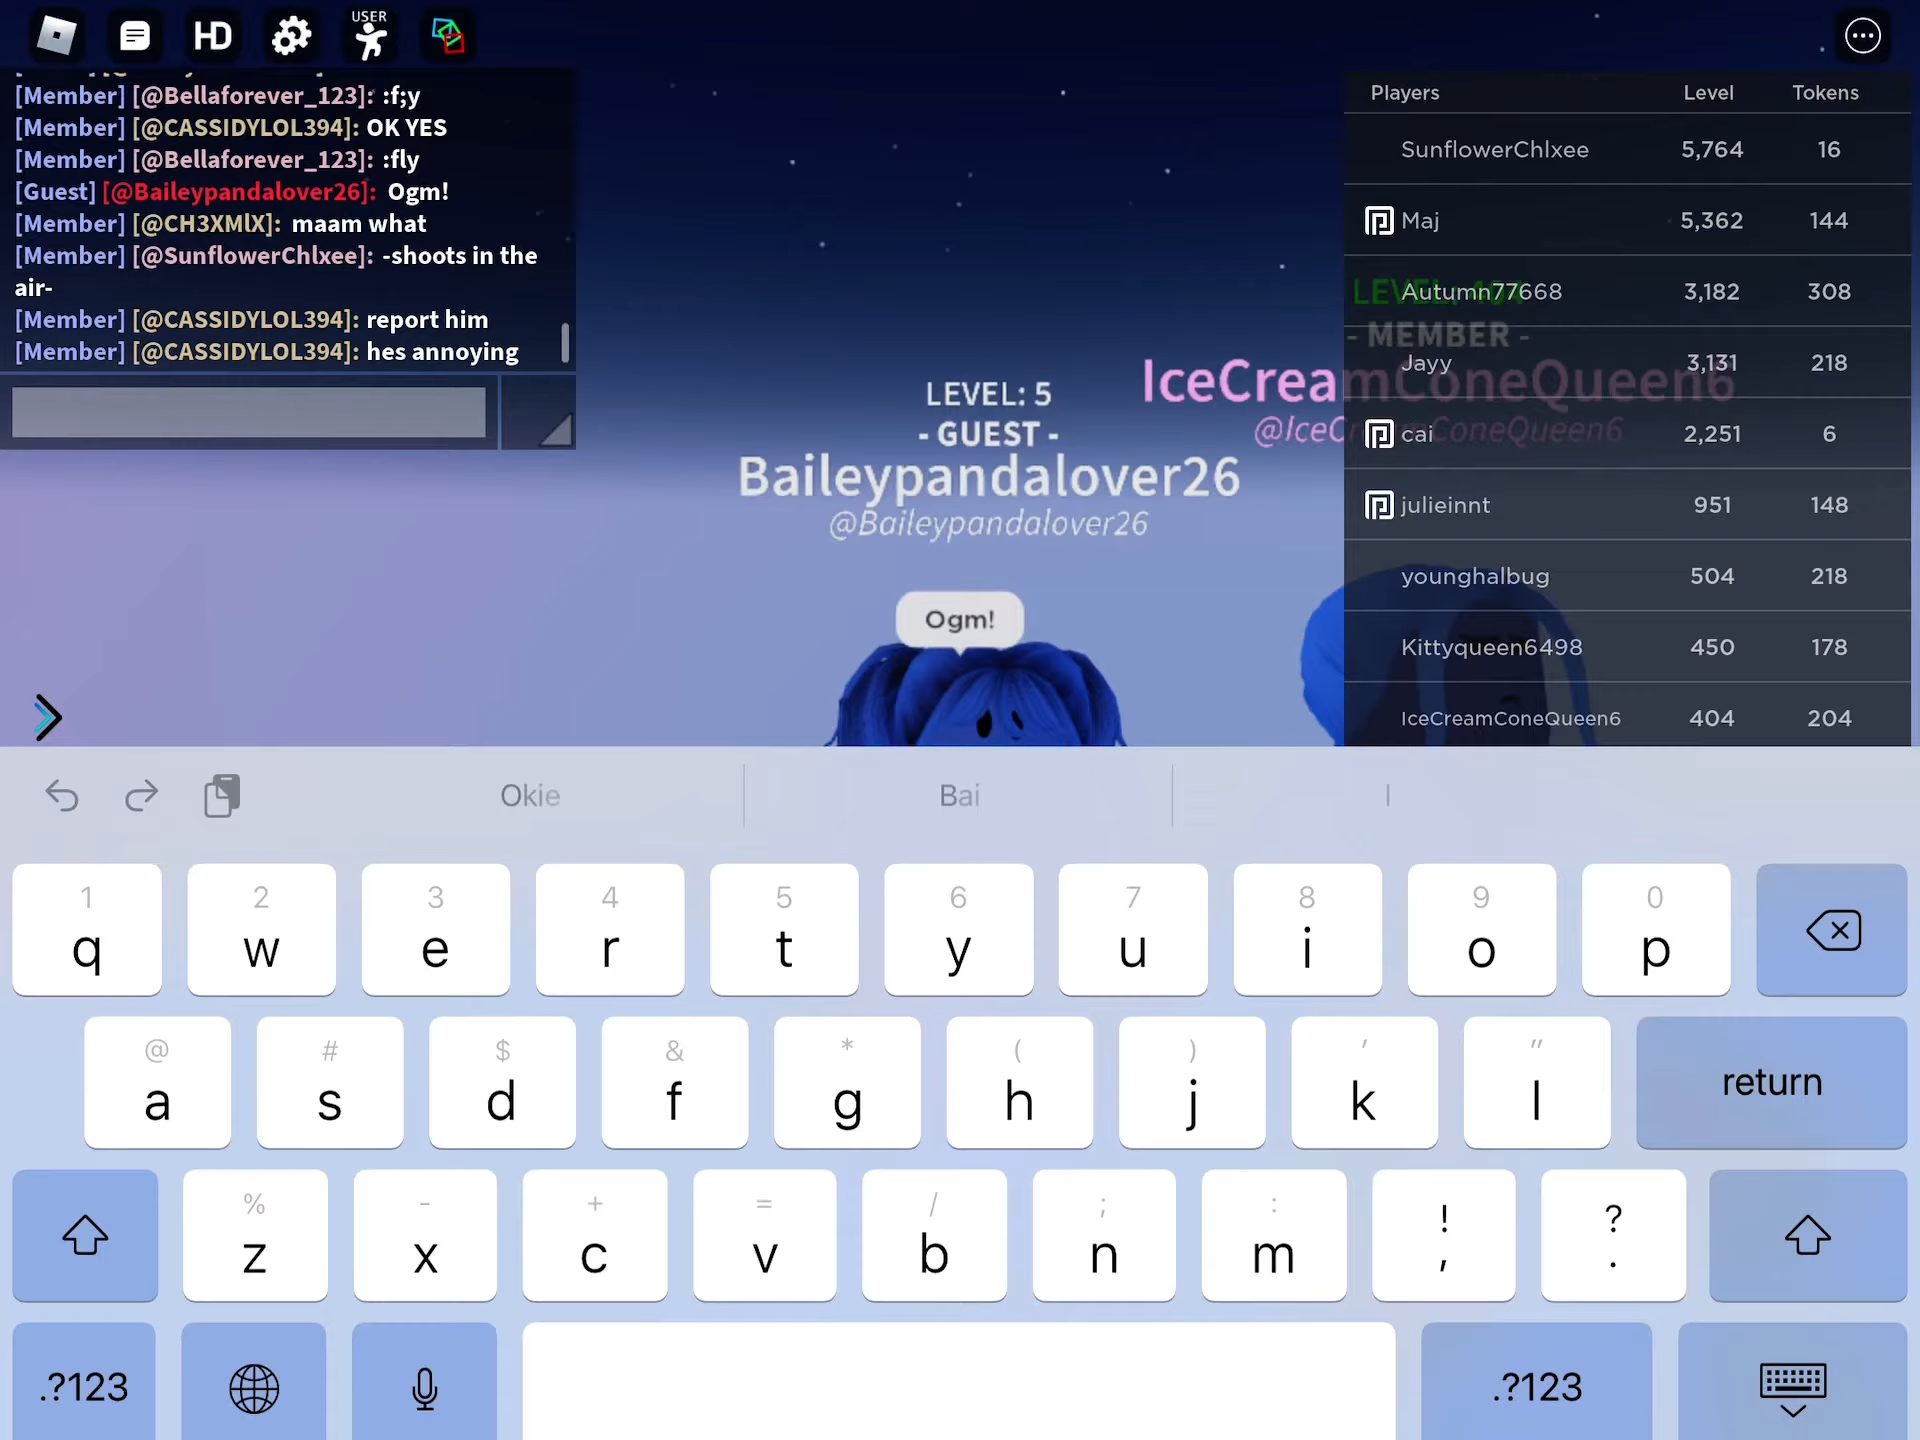 HD
USER
[Member] [@Bellaforever_123]: :f;y
[Member] [@CASSIDYLOL394]: OK YES
[Member] [@Bellaforever_123]: :fly
[Guest] [@Baileypandalover26]: Ogm!
[Member] [@CH3XMlX]: maam what
[Member] [@SunflowerChlxee]: -shoots in the
air-
[Member] [@CASSIDYLOL394]: report him
[Member] [@CASSIDYLOL394]: hes annoying
LEVEL: 5
- GUEST -
Baileypandalover26
@Baileypandalover26
Ogm!
LEVEL: 404
- MEMBER -
IceCreamConeQueen6
@IceCreamConeQueen6
Players Level Tokens
SunflowerChlxee 5,764 16
Maj 5,362 144
Autumn77668 3,182 308
Jayy 3,131 218
cai 2,251 6
julieinnt 951 148
younghalbug 504 218
Kittyqueen6498 450 178
IceCreamConeQueen6 404 204
Okie Bai I
1 2 3 4 5 6 7 8 9 0
q w e r t y u i o p
@ # $ & * ( ) ' "
a s d f g h j k l return
% - + = / ; : ! ?
z x c v b n m , .
.?123 .?123